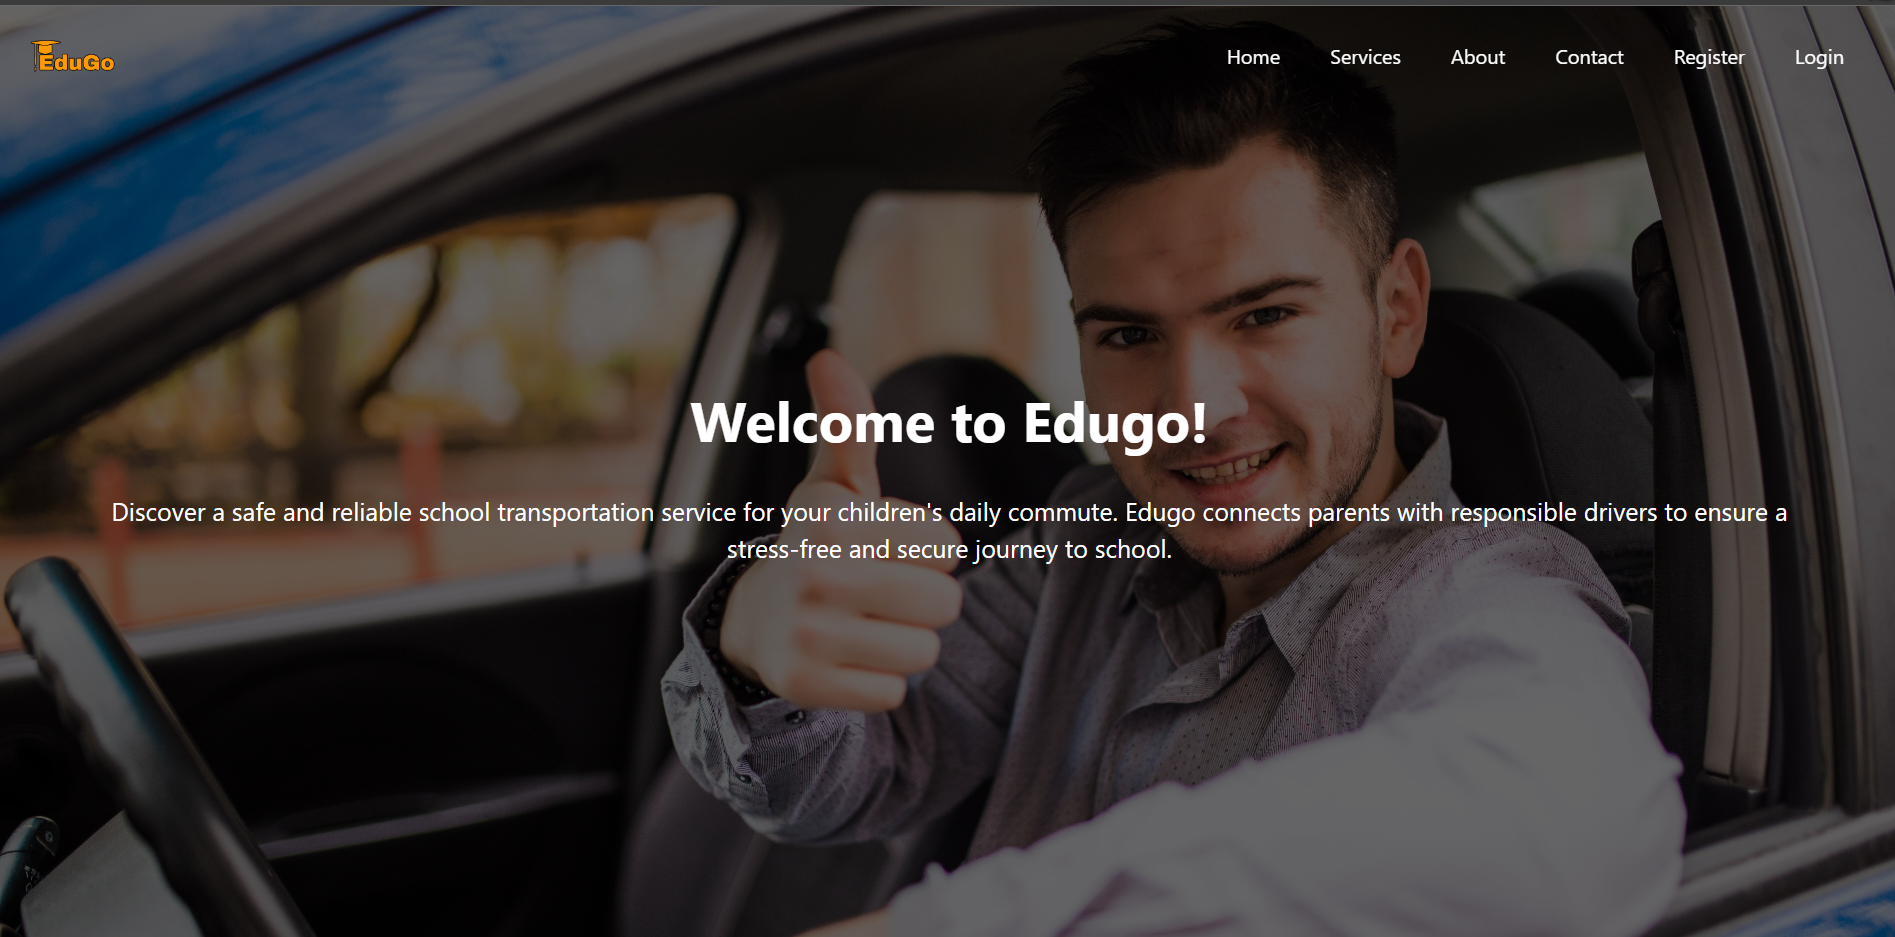 EduGo
Home Services About Contact Register Login
Welcome to Edugo!
Discover a safe and reliable school transportation service for your children's daily commute. Edugo connects parents with responsible drivers to ensure a
stress-free and secure journey to school.